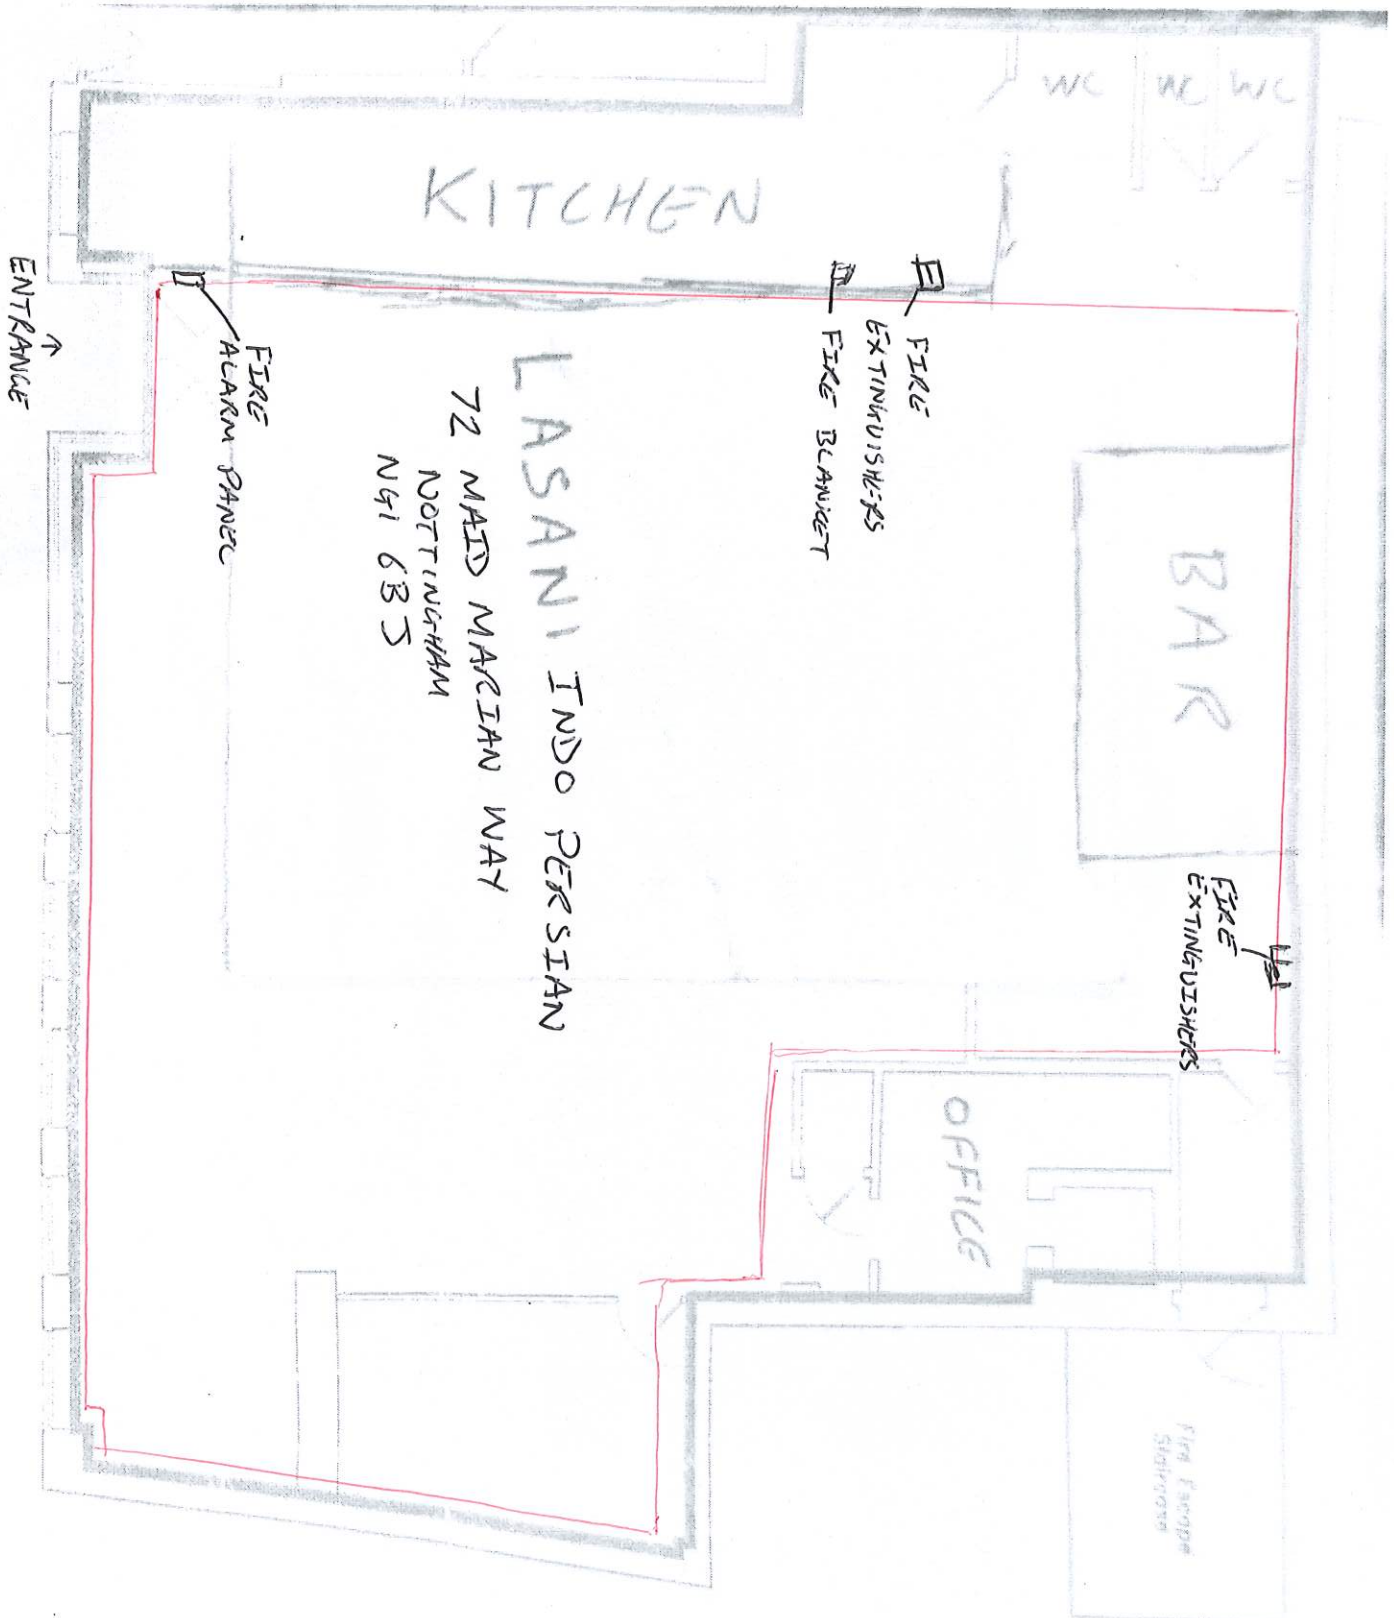 WC WC WC
KITCHEN
ENTRANCE
FIRE
ALARM PANEL
FIRE
EXTINGUISHERS
FIRE BLANKET
BAR
LASANI INDO PERSIAN
72 MAID MARIAN WAY
NOTTINGHAM
NG1 6BJ
FIRE
EXTINGUISHERS
OFFICE
Fire Escape
Staircase